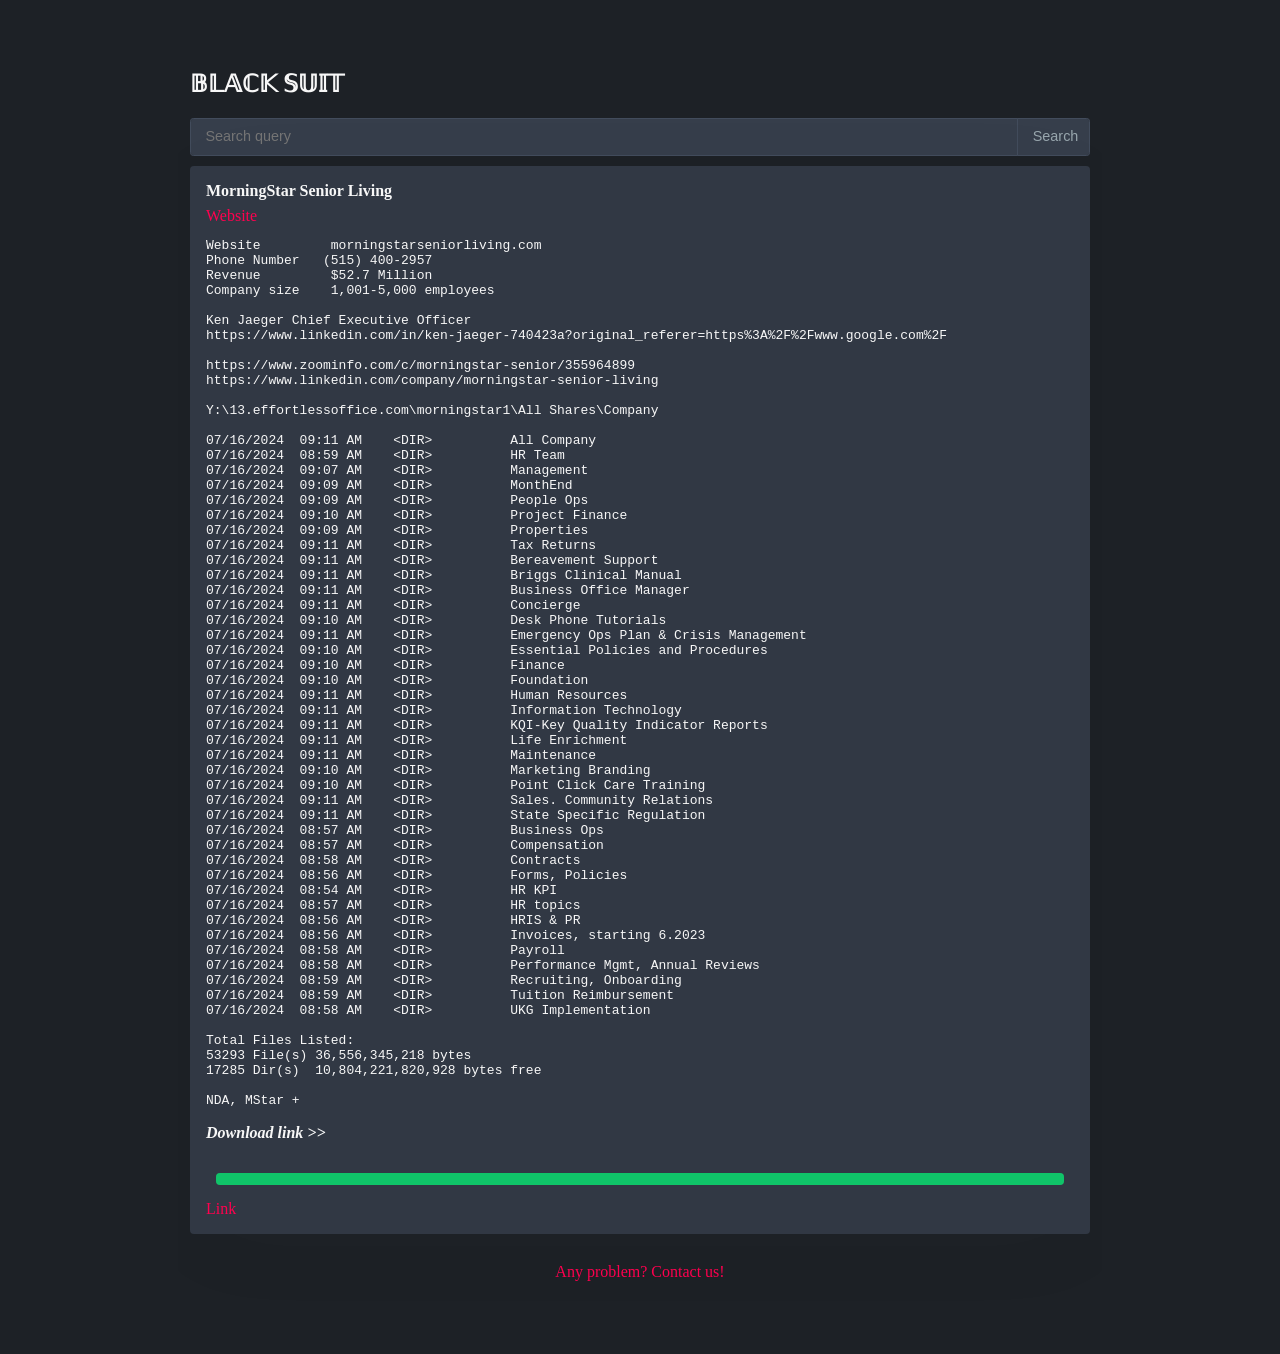 BLACK SUIT
Search query
Search
MorningStar Senior Living
Website
Website         morningstarseniorliving.com
Phone Number   (515) 400-2957
Revenue         $52.7 Million
Company size    1,001-5,000 employees
Ken Jaeger Chief Executive Officer
https://www.linkedin.com/in/ken-jaeger-740423a?original_referer=https%3A%2F%2Fwww.google.com%2F
https://www.zoominfo.com/c/morningstar-senior/355964899
https://www.linkedin.com/company/morningstar-senior-living
Y:\13.effortlessoffice.com\morningstar1\All Shares\Company
07/16/2024  09:11 AM    <DIR>          All Company
07/16/2024  08:59 AM    <DIR>          HR Team
07/16/2024  09:07 AM    <DIR>          Management
07/16/2024  09:09 AM    <DIR>          MonthEnd
07/16/2024  09:09 AM    <DIR>          People Ops
07/16/2024  09:10 AM    <DIR>          Project Finance
07/16/2024  09:09 AM    <DIR>          Properties
07/16/2024  09:11 AM    <DIR>          Tax Returns
07/16/2024  09:11 AM    <DIR>          Bereavement Support
07/16/2024  09:11 AM    <DIR>          Briggs Clinical Manual
07/16/2024  09:11 AM    <DIR>          Business Office Manager
07/16/2024  09:11 AM    <DIR>          Concierge
07/16/2024  09:10 AM    <DIR>          Desk Phone Tutorials
07/16/2024  09:11 AM    <DIR>          Emergency Ops Plan & Crisis Management
07/16/2024  09:10 AM    <DIR>          Essential Policies and Procedures
07/16/2024  09:10 AM    <DIR>          Finance
07/16/2024  09:10 AM    <DIR>          Foundation
07/16/2024  09:11 AM    <DIR>          Human Resources
07/16/2024  09:11 AM    <DIR>          Information Technology
07/16/2024  09:11 AM    <DIR>          KQI-Key Quality Indicator Reports
07/16/2024  09:11 AM    <DIR>          Life Enrichment
07/16/2024  09:11 AM    <DIR>          Maintenance
07/16/2024  09:10 AM    <DIR>          Marketing Branding
07/16/2024  09:10 AM    <DIR>          Point Click Care Training
07/16/2024  09:11 AM    <DIR>          Sales. Community Relations
07/16/2024  09:11 AM    <DIR>          State Specific Regulation
07/16/2024  08:57 AM    <DIR>          Business Ops
07/16/2024  08:57 AM    <DIR>          Compensation
07/16/2024  08:58 AM    <DIR>          Contracts
07/16/2024  08:56 AM    <DIR>          Forms, Policies
07/16/2024  08:54 AM    <DIR>          HR KPI
07/16/2024  08:57 AM    <DIR>          HR topics
07/16/2024  08:56 AM    <DIR>          HRIS & PR
07/16/2024  08:56 AM    <DIR>          Invoices, starting 6.2023
07/16/2024  08:58 AM    <DIR>          Payroll
07/16/2024  08:58 AM    <DIR>          Performance Mgmt, Annual Reviews
07/16/2024  08:59 AM    <DIR>          Recruiting, Onboarding
07/16/2024  08:59 AM    <DIR>          Tuition Reimbursement
07/16/2024  08:58 AM    <DIR>          UKG Implementation
Total Files Listed:
53293 File(s) 36,556,345,218 bytes
17285 Dir(s)  10,804,221,820,928 bytes free
NDA, MStar +
Download link >>
Link
Any problem? Contact us!